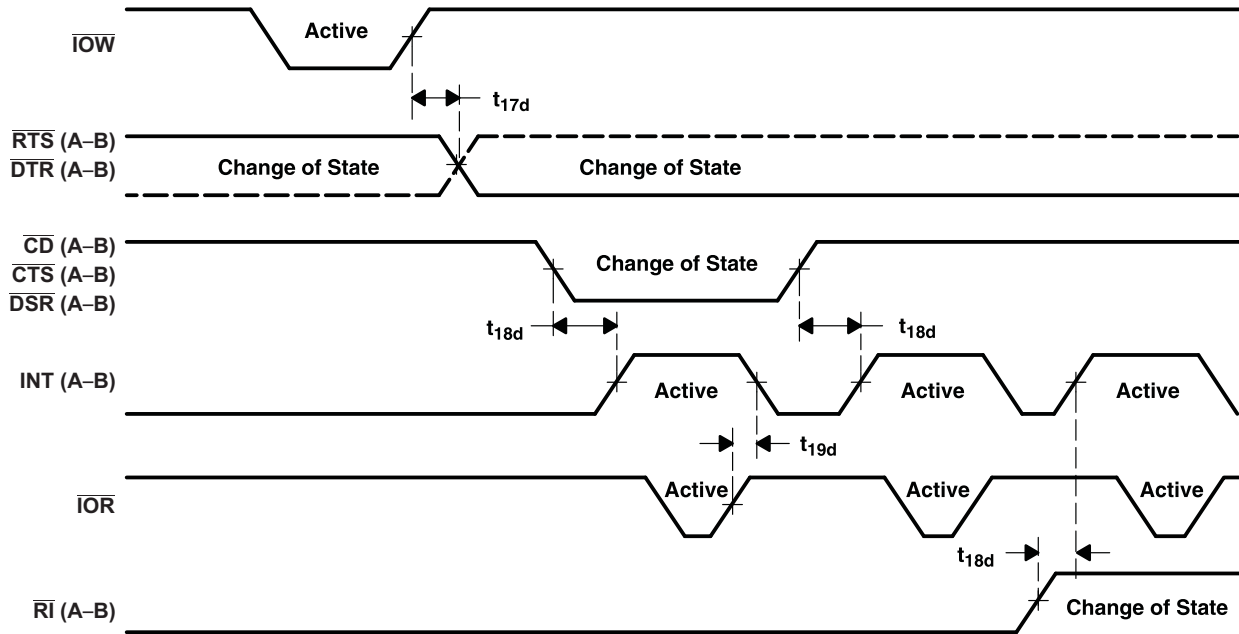 Active
IOW
t17d
RTS (A–B)
DTR (A–B)
Change of State Change of State
CD (A–B)
CTS (A–B)
DSR (A–B)
Change of State
t18d t18d
INT (A–B)
Active Active Active
t19d
IOR
Active Active Active
t18d
RI (A–B)
Change of State